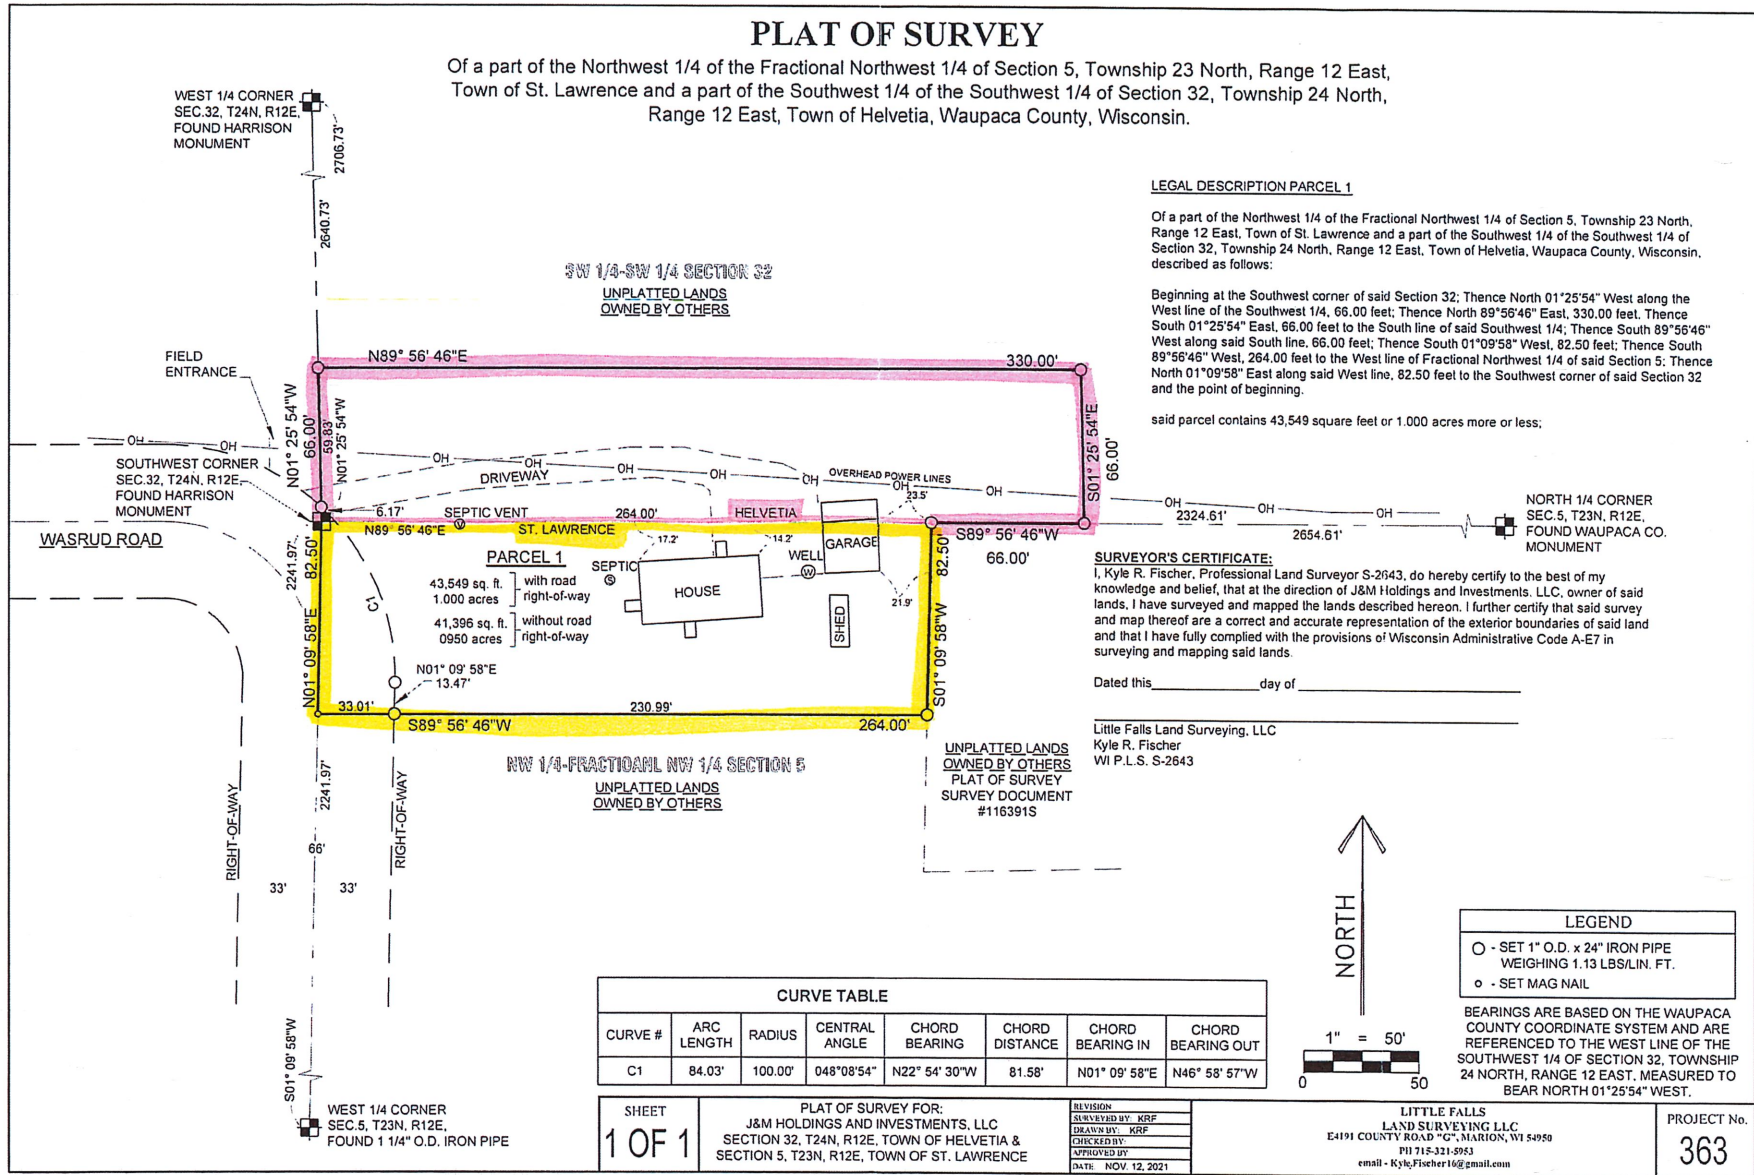 PLAT OF SURVEY
Of a part of the Northwest 1/4 of the Fractional Northwest 1/4 of Section 5, Township 23 North, Range 12 East,
Town of St. Lawrence and a part of the Southwest 1/4 of the Southwest 1/4 of Section 32, Township 24 North,
Range 12 East, Town of Helvetia, Waupaca County, Wisconsin.
WEST 1/4 CORNER
SEC.32, T24N, R12E,
FOUND HARRISON
MONUMENT
2706.73'
2640.73'
SW 1/4-SW 1/4 SECTION 32
UNPLATTED LANDS
OWNED BY OTHERS
LEGAL DESCRIPTION PARCEL 1
Of a part of the Northwest 1/4 of the Fractional Northwest 1/4 of Section 5, Township 23 North,
Range 12 East, Town of St. Lawrence and a part of the Southwest 1/4 of the Southwest 1/4 of
Section 32, Township 24 North, Range 12 East, Town of Helvetia, Waupaca County, Wisconsin,
described as follows:
Beginning at the Southwest corner of said Section 32; Thence North 01°25'54" West along the
West line of the Southwest 1/4, 66.00 feet; Thence North 89°56'46" East, 330.00 feet, Thence
South 01°25'54" East, 66.00 feet to the South line of said Southwest 1/4; Thence South 89°56'46"
West along said South line, 66.00 feet; Thence South 01°09'58" West, 82.50 feet; Thence South
89°56'46" West, 264.00 feet to the West line of Fractional Northwest 1/4 of said Section 5; Thence
North 01°09'58" East along said West line, 82.50 feet to the Southwest corner of said Section 32
and the point of beginning.
said parcel contains 43,549 square feet or 1.000 acres more or less;
FIELD
ENTRANCE
N89° 56' 46"E
330.00'
N01° 25' 54"W
66.00'
59.83'
N01° 25' 54"W
S01° 25' 54"E
66.00'
OH
OH
OH
OH
OH
OH
OH
OH
OH
OH
OH
OH
DRIVEWAY
OVERHEAD POWER LINES
23.5'
SOUTHWEST CORNER
SEC.32, T24N, R12E,
FOUND HARRISON
MONUMENT
6.17'
SEPTIC VENT
V
264.00'
HELVETIA
N89° 56' 46"E
ST. LAWRENCE
S89° 56' 46"W
66.00'
2324.61'
2654.61'
NORTH 1/4 CORNER
SEC.5, T23N, R12E,
FOUND WAUPACA CO.
MONUMENT
WASRUD ROAD
2241.97'
82.50'
N01° 09' 58"E
C1
PARCEL 1
43,549 sq. ft.
1.000 acres
with road
right-of-way
41,396 sq. ft.
0950 acres
without road
right-of-way
SEPTIC
S
17.2'
14.2'
HOUSE
WELL
W
GARAGE
21.9'
SHED
82.50'
S01° 09' 58"W
N01° 09' 58"E
13.47'
33.01'
S89° 56' 46"W
230.99'
264.00'
SURVEYOR'S CERTIFICATE:
I, Kyle R. Fischer, Professional Land Surveyor S-2643, do hereby certify to the best of my
knowledge and belief, that at the direction of J&M Holdings and Investments, LLC, owner of said
lands, I have surveyed and mapped the lands described hereon. I further certify that said survey
and map thereof are a correct and accurate representation of the exterior boundaries of said land
and that I have fully complied with the provisions of Wisconsin Administrative Code A-E7 in
surveying and mapping said lands.
Dated this day of
Little Falls Land Surveying, LLC
Kyle R. Fischer
WI P.L.S. S-2643
NW 1/4-FRACTIOANL NW 1/4 SECTION 5
UNPLATTED LANDS
OWNED BY OTHERS
UNPLATTED LANDS
OWNED BY OTHERS
PLAT OF SURVEY
SURVEY DOCUMENT
#116391S
2241.97'
RIGHT-OF-WAY
RIGHT-OF-WAY
66'
33'
33'
S01° 09' 58"W
WEST 1/4 CORNER
SEC.5, T23N, R12E,
FOUND 1 1/4" O.D. IRON PIPE
NORTH
1" = 50'
0 50
LEGEND
- SET 1" O.D. x 24" IRON PIPE
WEIGHING 1.13 LBS/LIN. FT.
- SET MAG NAIL
BEARINGS ARE BASED ON THE WAUPACA
COUNTY COORDINATE SYSTEM AND ARE
REFERENCED TO THE WEST LINE OF THE
SOUTHWEST 1/4 OF SECTION 32, TOWNSHIP
24 NORTH, RANGE 12 EAST, MEASURED TO
BEAR NORTH 01°25'54" WEST.
CURVE TABLE
CURVE # ARC LENGTH RADIUS CENTRAL ANGLE CHORD BEARING CHORD DISTANCE CHORD BEARING IN CHORD BEARING OUT
C1 84.03' 100.00' 048°08'54" N22° 54' 30"W 81.58' N01° 09' 58"E N46° 58' 57"W
SHEET
1 OF 1
PLAT OF SURVEY FOR:
J&M HOLDINGS AND INVESTMENTS, LLC
SECTION 32, T24N, R12E, TOWN OF HELVETIA &
SECTION 5, T23N, R12E, TOWN OF ST. LAWRENCE
REVISION
SURVEYED BY: KRF
DRAWN BY: KRF
CHECKED BY:
APPROVED BY
DATE NOV. 12, 2021
LITTLE FALLS
LAND SURVEYING LLC
E4191 COUNTY ROAD "G", MARION, WI 54950
PH 715-321-5953
email - Kyle.Fischer16@gmail.com
PROJECT No.
363